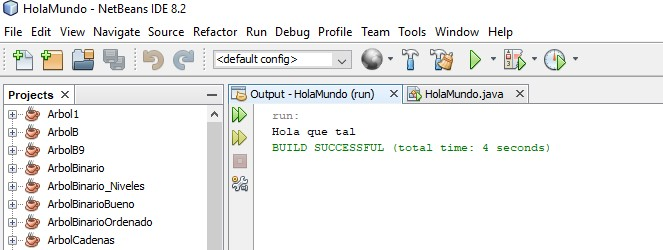 HolaMundo - NetBeans IDE 8.2
File Edit View Navigate Source Refactor Run Debug Profile Team Tools Window Help
<default config>
Projects
Output - HolaMundo (run)
HolaMundo.java
Arbol1
ArbolB
ArbolB9
ArbolBinario
ArbolBinario_Niveles
ArbolBinarioBueno
ArbolBinarioOrdenado
ArbolCadenas
run:
Hola que tal
BUILD SUCCESSFUL (total time: 4 seconds)